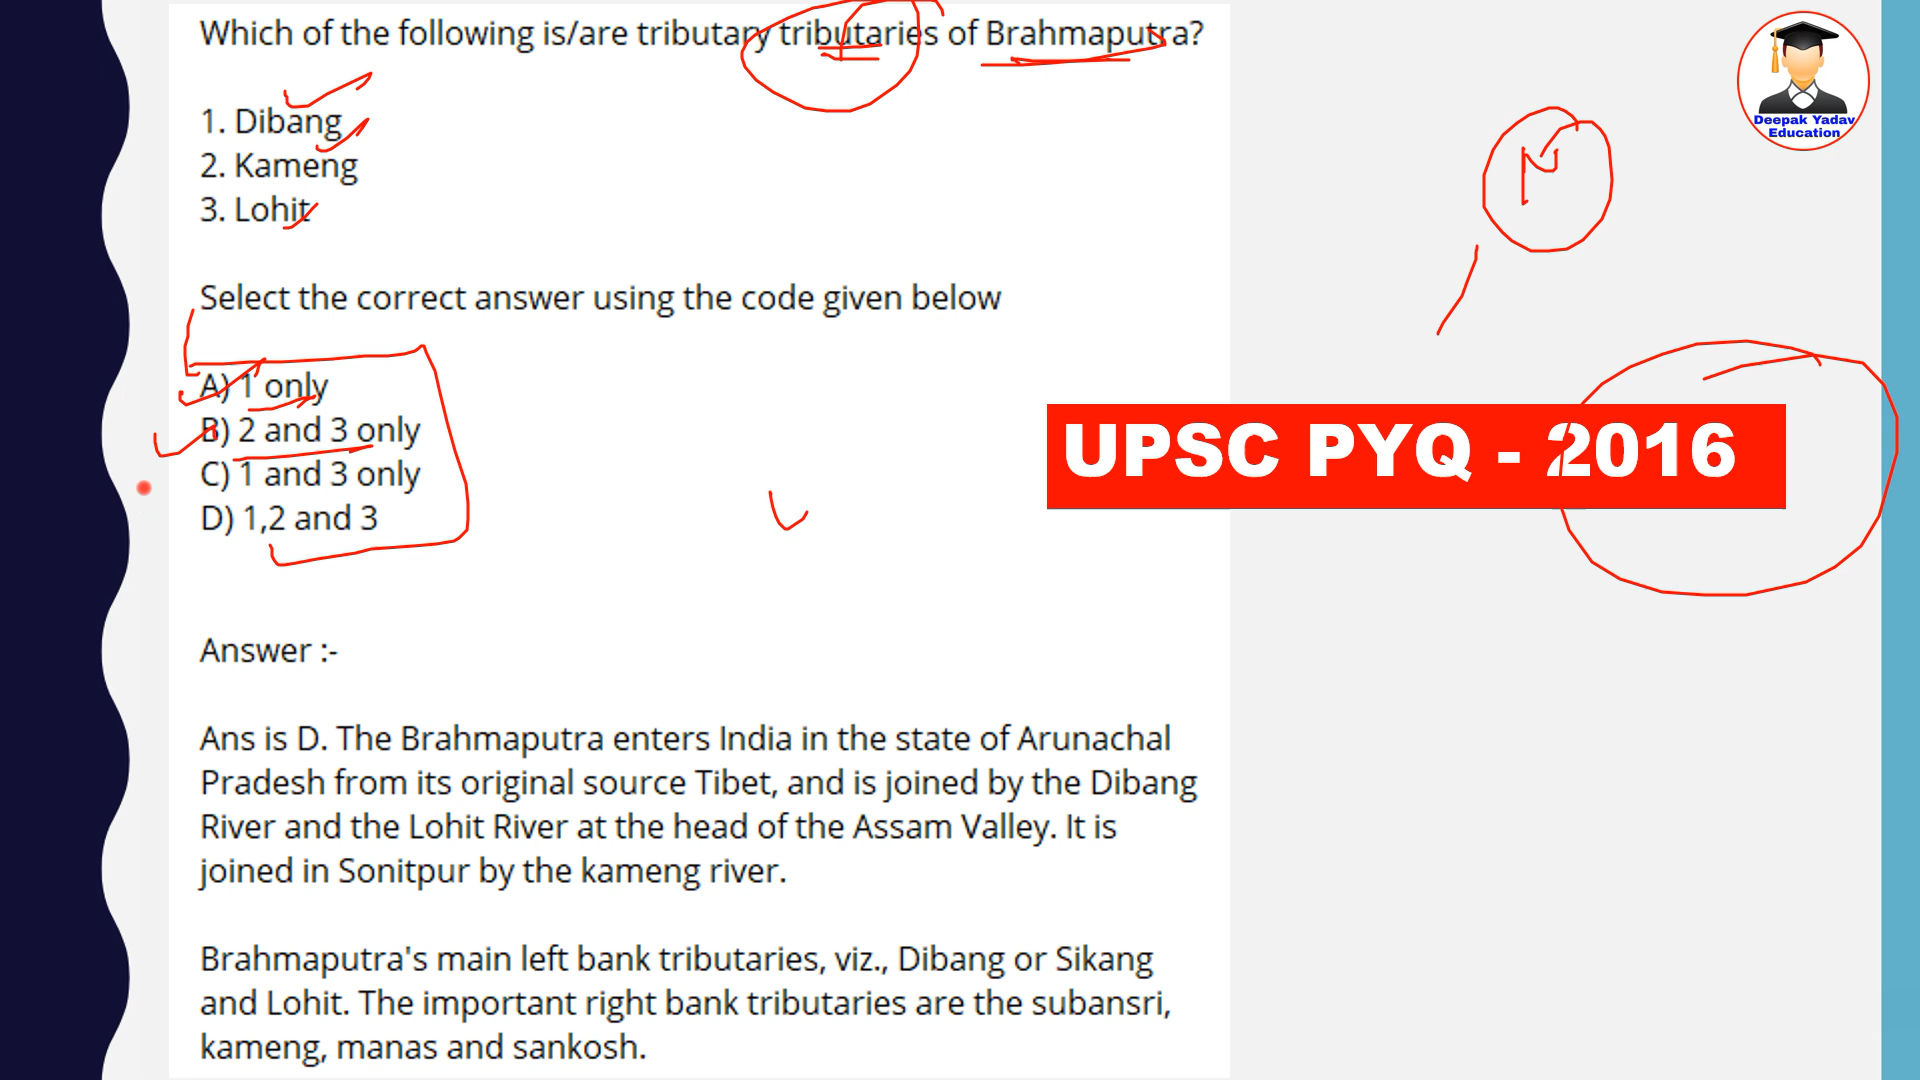 Which of the following is/are tributary tributaries of Brahmaputra?
1. Dibang
2. Kameng
3. Lohit
Select the correct answer using the code given below
A) 1 only
B) 2 and 3 only
C) 1 and 3 only
D) 1,2 and 3
Answer :-
Ans is D. The Brahmaputra enters India in the state of Arunachal
Pradesh from its original source Tibet, and is joined by the Dibang
River and the Lohit River at the head of the Assam Valley. It is
joined in Sonitpur by the kameng river.
Brahmaputra's main left bank tributaries, viz., Dibang or Sikang
and Lohit. The important right bank tributaries are the subansri,
kameng, manas and sankosh.
Deepak Yadav
Education
UPSC PYQ - 2016